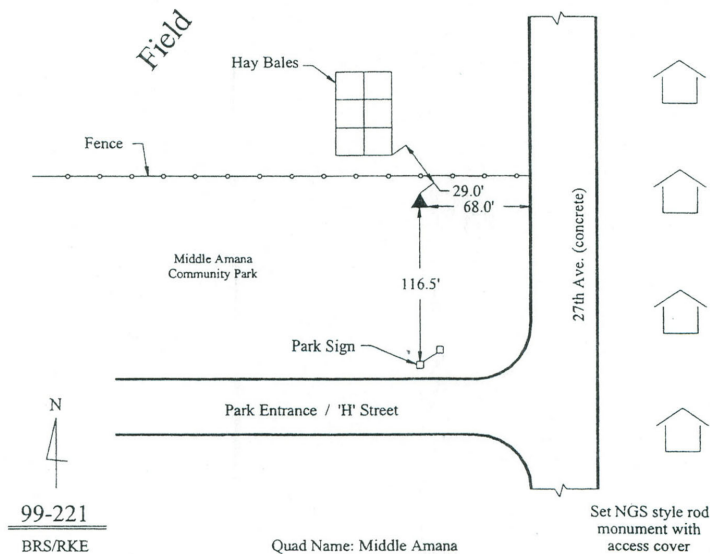 Field
Hay Bales
Fence
29.0'
68.0'
Middle Amana
Community Park
116.5'
27th Ave. (concrete)
Park Sign
Park Entrance / 'H' Street
N
99-221
BRS/RKE
Quad Name: Middle Amana
Set NGS style rod
monument with
access cover